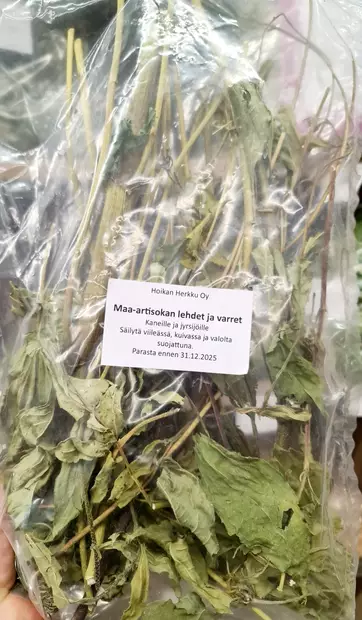 Hoikan Herkku Oy
Maa-artisokan lehdet ja varret
Kaneille ja jyrsijöille
Säilytä viileässä, kuivassa ja valolta
suojattuna.
Parasta ennen 31.12.2025